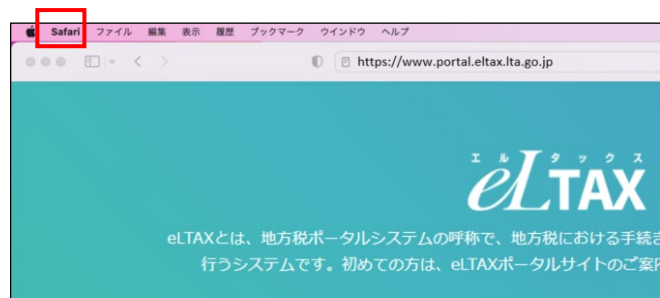 Safari ファイル 編集 表示 履歴 ブックマーク ウインドウ ヘルプ
https://www.portal.eltax.lta.go.jp
エルタックス
eLTAX
eLTAXとは、地方税ポータルシステムの呼称で、地方税における手続き
行うシステムです。初めての方は、eLTAXポータルサイトのご案内